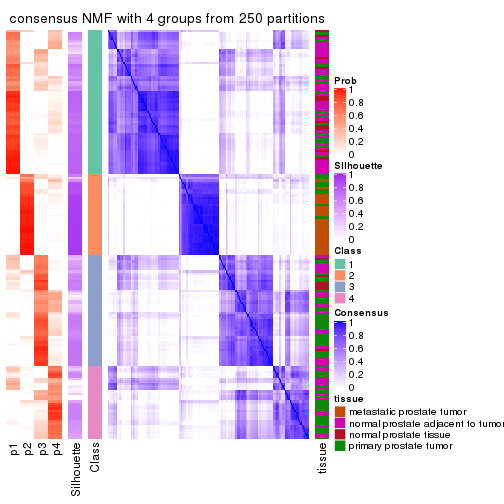 consensus NMF with 4 groups from 250 partitions
Prob
1
0.8
0.6
0.4
0.2
0
Silhouette
1
0.8
0.6
0.4
0.2
0
Class
1
2
3
4
Consensus
1
0.8
0.6
0.4
0.2
0
tissue
metastatic prostate tumor
normal prostate adjacent to tumor
normal prostate tissue
primary prostate tumor
p1
p2
p3
p4
Silhouette
Class
tissue